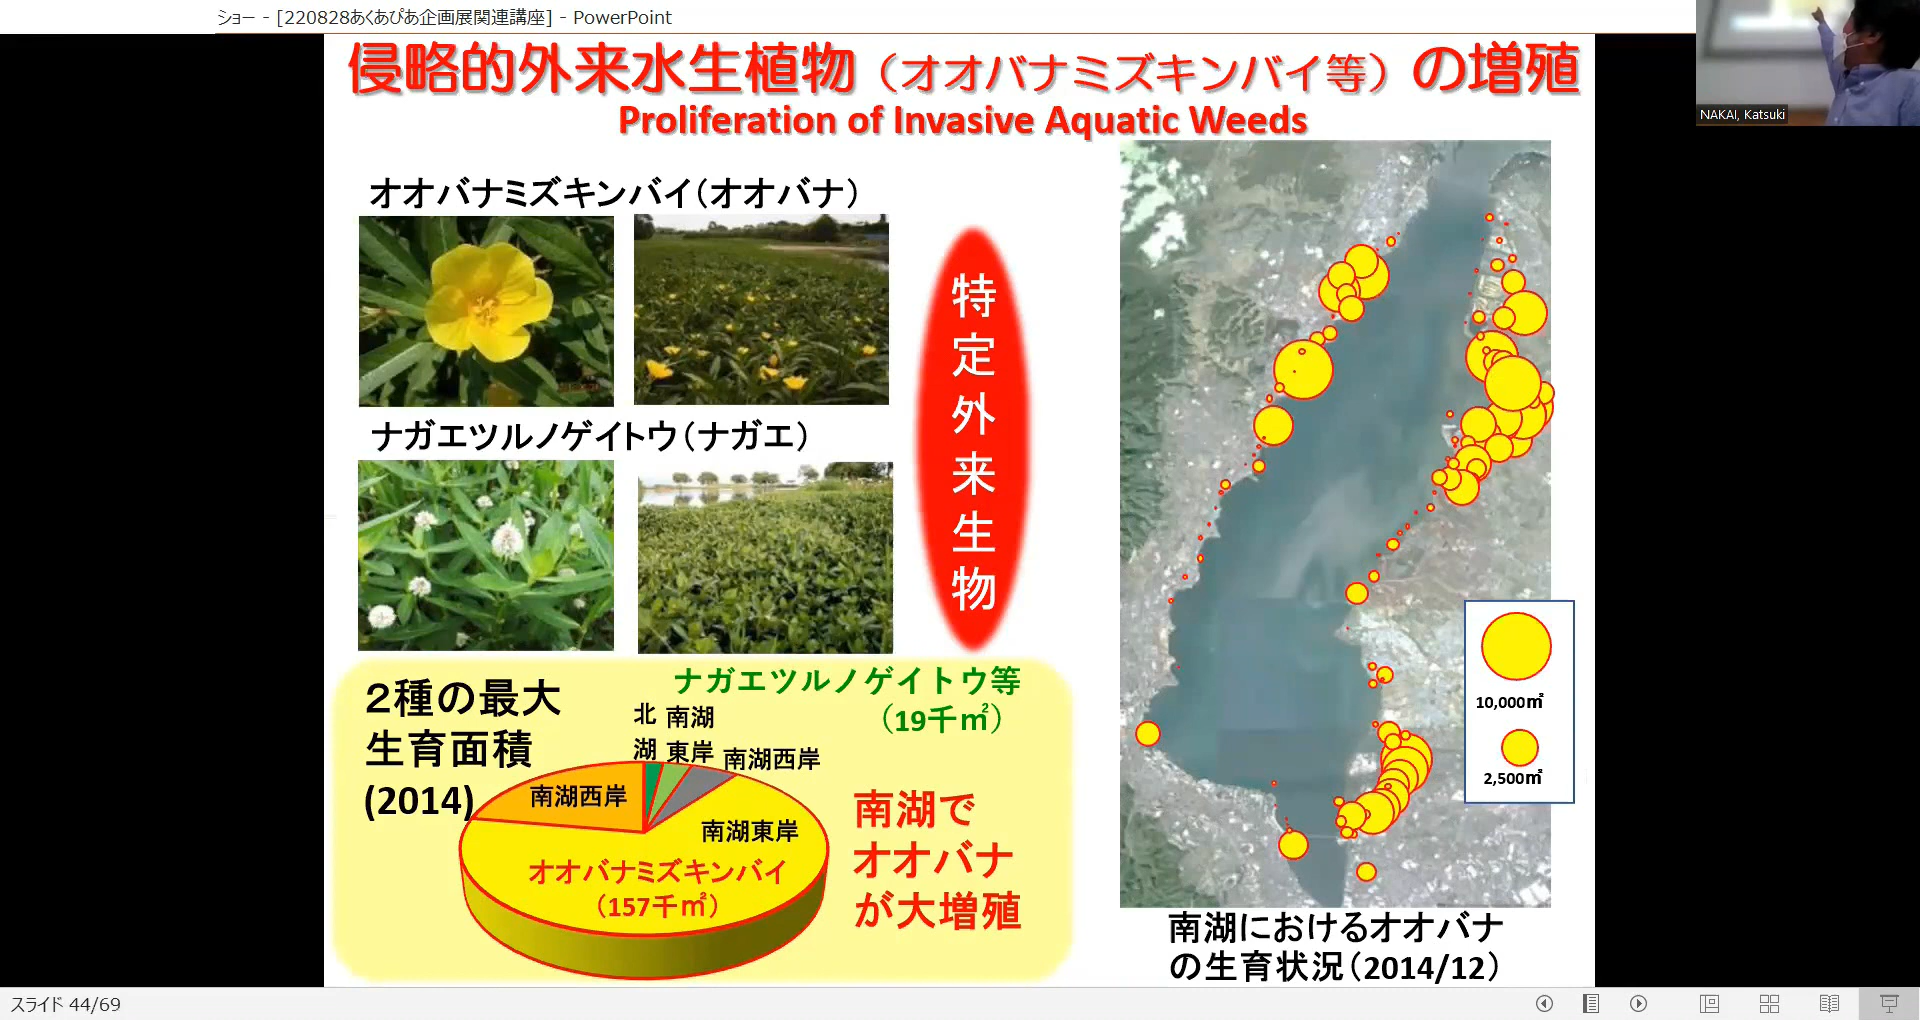 ショー - [220828あくあぴあ企画展関連講座] - PowerPoint
侵略的外来水生植物（オオバナミズキンバイ等）の増殖
Proliferation of Invasive Aquatic Weeds
NAKAI, Katsuki
オオバナミズキンバイ(オオバナ)
ナガエツルノゲイトウ(ナガエ)
特定外来生物
2種の最大
生育面積
(2014)
ナガエツルノゲイトウ等
（19千㎡）
北湖
南湖東岸
南湖西岸
南湖西岸
南湖東岸
オオバナミズキンバイ
（157千㎡）
南湖で
オオバナ
が大増殖
10,000㎡
2,500㎡
南湖におけるオオバナ
の生育状況（2014/12）
スライド 44/69